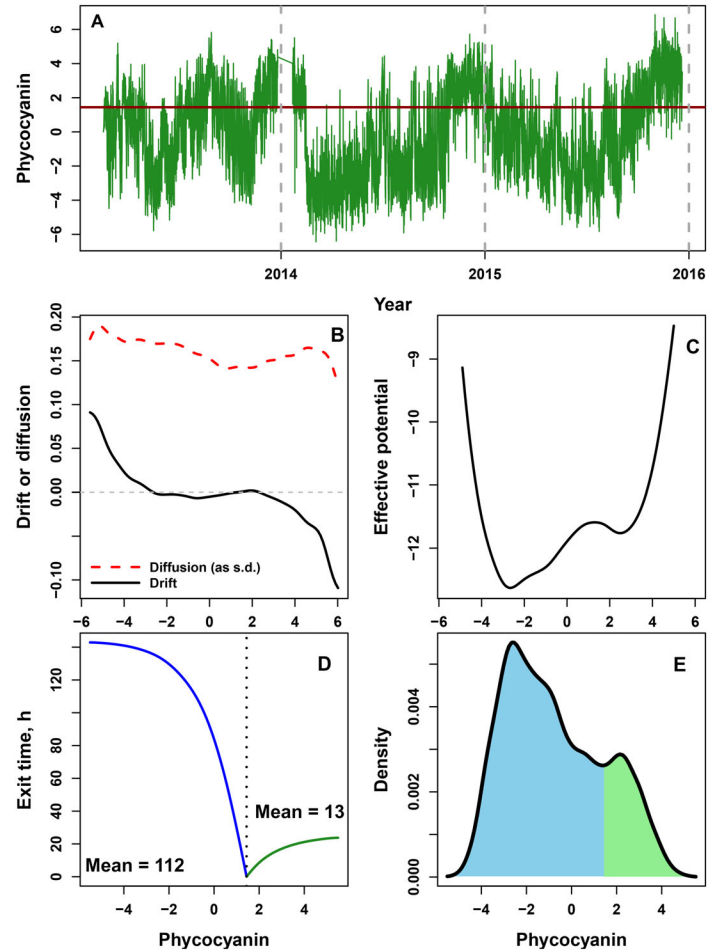 A
Phycocyanin
6
4
2
0
−2
−4
−6
2014
2015
2016
Year
B
Drift or diffusion
0.20
0.15
0.10
0.05
0.00
−0.10
Diffusion (as s.d.)
Drift
−6 −4 −2 0 2 4 6
C
Effective potential
−9
−10
−11
−12
−6 −4 −2 0 2 4 6
D
Exit time, h
120
80
60
40
20
0
Mean = 13
Mean = 112
−4 −2 0 2 4
Phycocyanin
E
Density
0.004
0.002
0.000
−4 −2 0 2 4
Phycocyanin